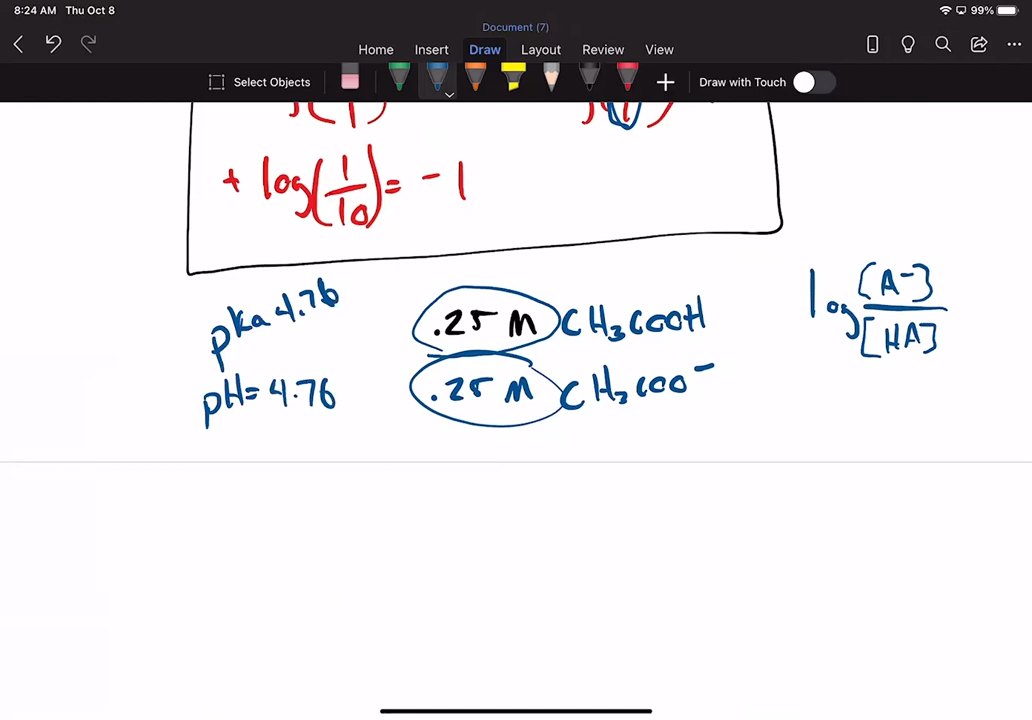 8:24 AM Thu Oct 8
99%
Document (7)
Home Insert Draw Layout Review View
Select Objects
Draw with Touch
+ log(1/10) = -1
pka 4.76
.25 M CH₃COOH
log [A-]/[HA]
pH= 4.76
.25 M CH₃COO⁻